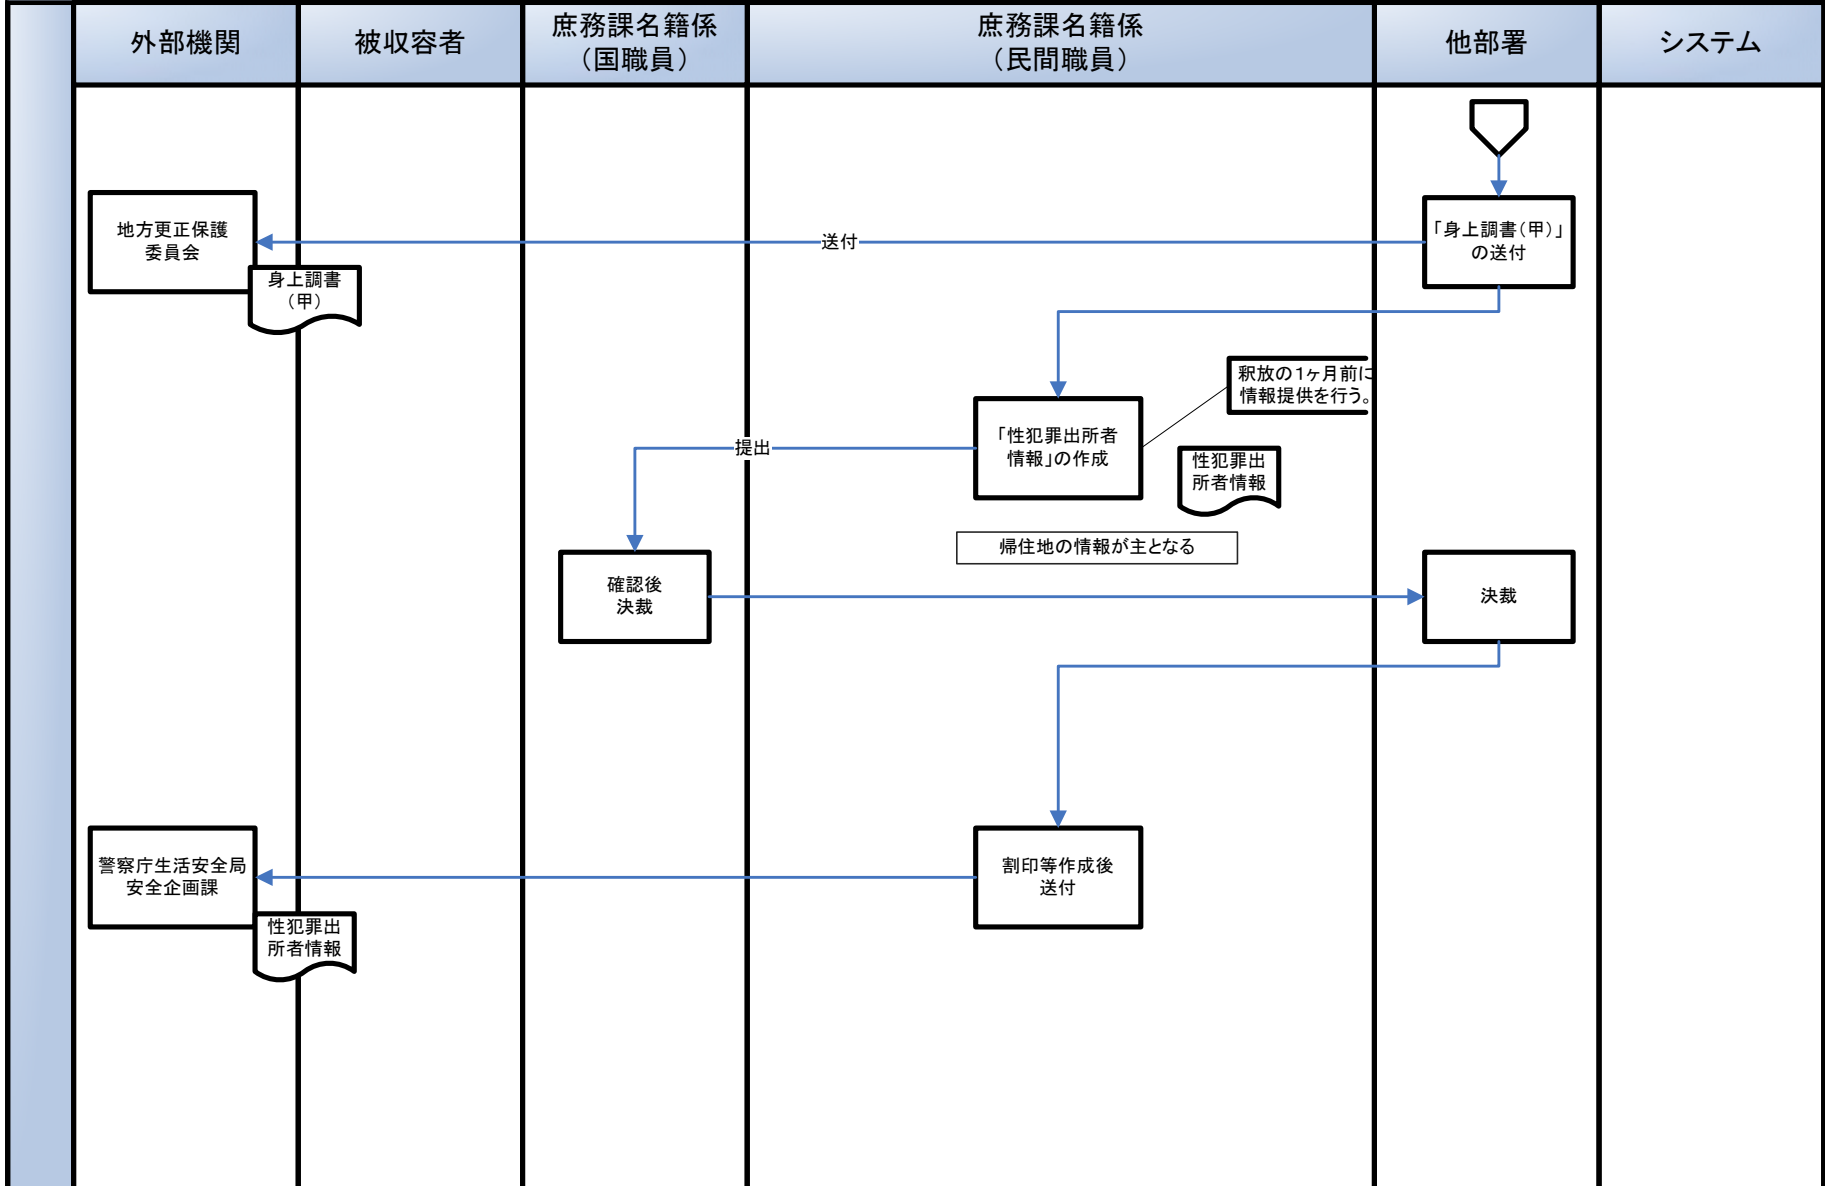 外部機関
被収容者
庶務課名籍係
（国職員）
庶務課名籍係
（民間職員）
他部署
システム
地方更正保護
委員会
身上調書
（甲）
送付
「身上調書（甲）」
の送付
釈放の１ヶ月前に
情報提供を行う。
「性犯罪出所者
情報」の作成
提出
性犯罪出
所者情報
帰住地の情報が主となる
確認後
決裁
決裁
警察庁生活安全局
安全企画課
性犯罪出
所者情報
割印等作成後
送付